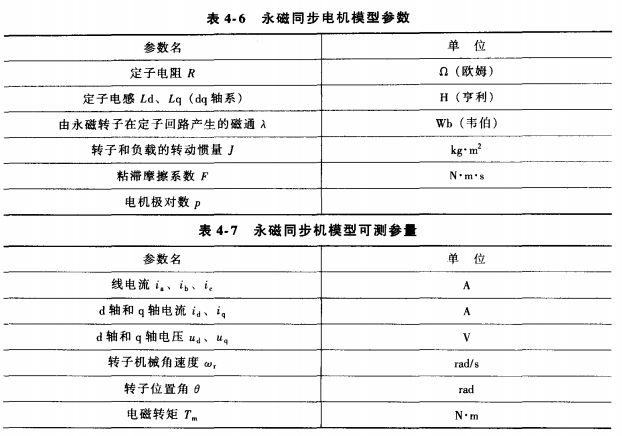 表 4-6 永磁同步电机模型参数
参数名 单 位
定子电阻 R Ω（欧姆）
定子电感 Ld、Lq（dq 轴系） H（亨利）
由永磁转子在定子回路产生的磁通 λ Wb（韦伯）
转子和负载的转动惯量 J kg·m²
粘滞摩擦系数 F N·m·s
电机极对数 p
表 4-7 永磁同步机模型可测参量
参数名 单 位
线电流 iₐ、i_b、i_c A
d 轴和 q 轴电流 i_d、i_q A
d 轴和 q 轴电压 u_d、u_q V
转子机械角速度 ωᵣ rad/s
转子位置角 θ rad
电磁转矩 Tₘ N·m